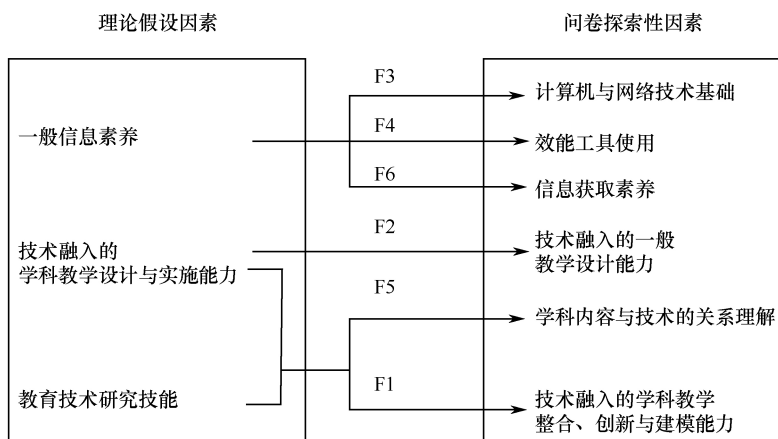 理论假设因素
问卷探索性因素
F3
计算机与网络技术基础
一般信息素养
F4
效能工具使用
F6
信息获取素养
F2
技术融入的一般
教学设计能力
技术融入的
学科教学设计与实施能力
F5
学科内容与技术的关系理解
教育技术研究技能
F1
技术融入的学科教学
整合、创新与建模能力